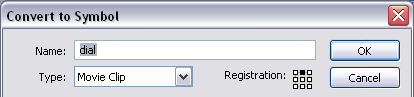 Convert to Symbol
Name: dial OK
Type: Movie Clip Registration: Cancel